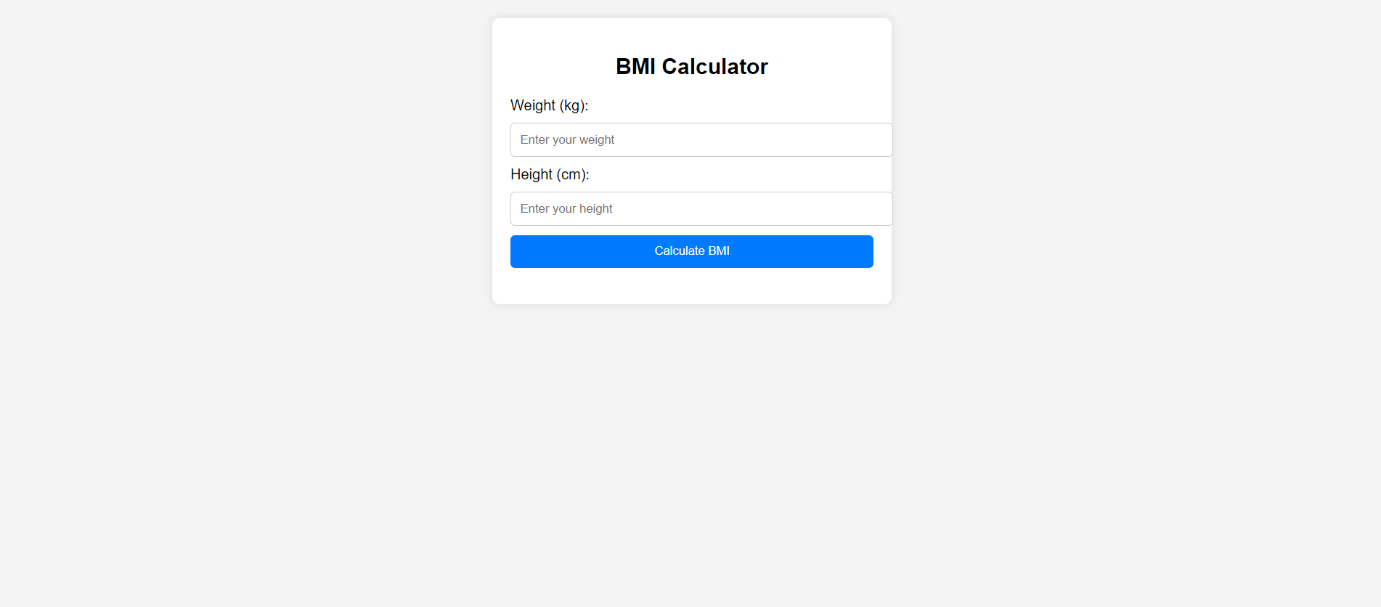 BMI Calculator
Weight (kg):
Enter your weight
Height (cm):
Enter your height
Calculate BMI